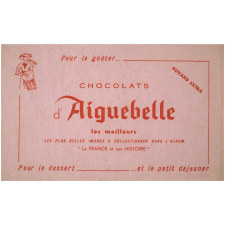 Pour le goûter...
BUVARD EXTRA
CHOCOLATS
d'Aiguebelle
les meilleurs
LES PLUS BELLES IMAGES A COLLECTIONNER DANS L'ALBUM
"La FRANCE et son HISTOIRE"
Pour le dessert
et le petit déjeuner